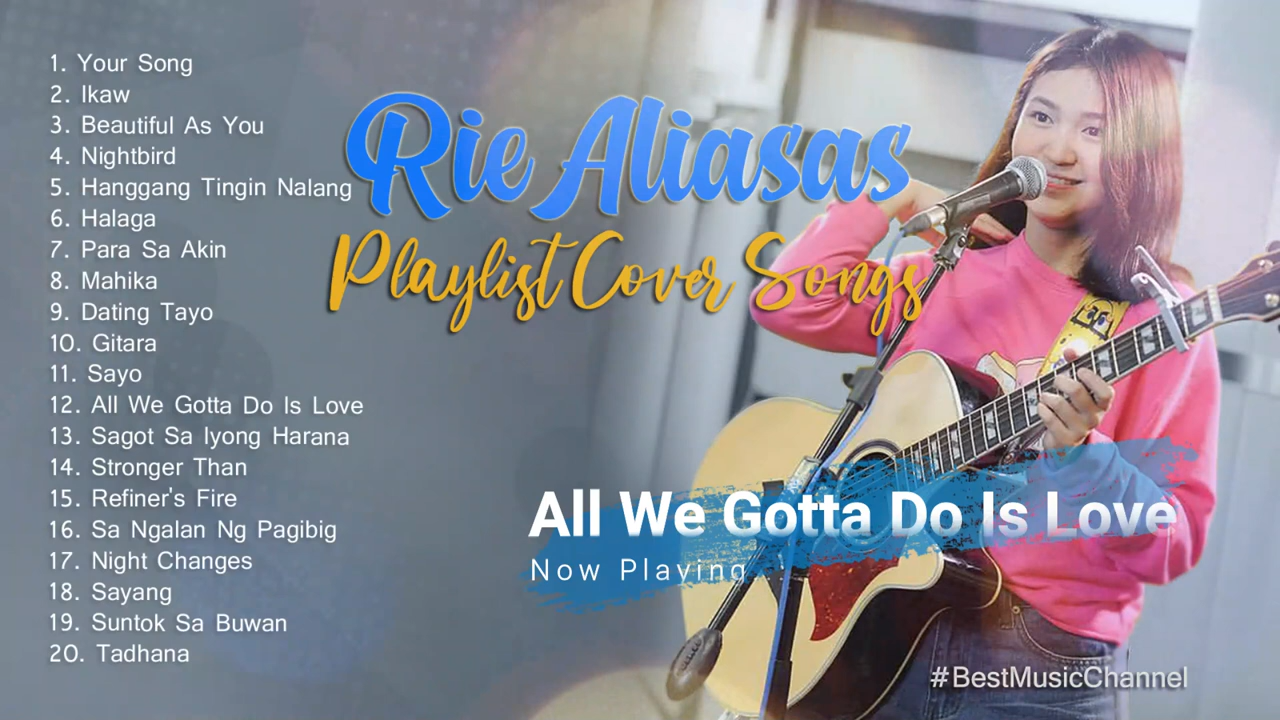 1. Your Song
2. Ikaw
3. Beautiful As You
4. Nightbird
5. Hanggang Tingin Nalang
6. Halaga
7. Para Sa Akin
8. Mahika
9. Dating Tayo
10. Gitara
11. Sayo
12. All We Gotta Do Is Love
13. Sagot Sa Iyong Harana
14. Stronger Than
15. Refiner's Fire
16. Sa Ngalan Ng Pagibig
17. Night Changes
18. Sayang
19. Suntok Sa Buwan
20. Tadhana
Rie Aliasas
Playlist Cover Songs
All We Gotta Do Is Love
Now Playing
#BestMusicChannel